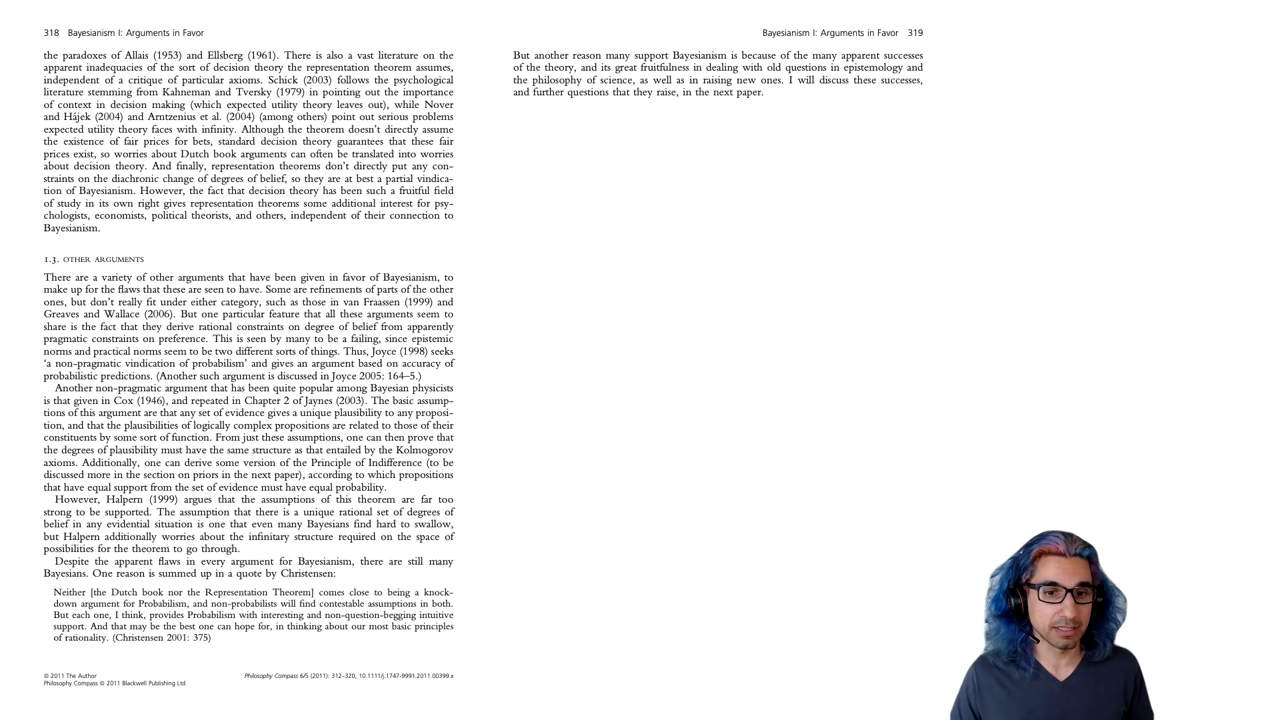 318 Bayesianism I: Arguments in Favor
the paradoxes of Allais (1953) and Ellsberg (1961). There is also a vast literature on the
apparent inadequacies of the sort of decision theory the representation theorem assumes,
independent of a critique of particular axioms. Schick (2003) follows the psychological
literature stemming from Kahneman and Tversky (1979) in pointing out the importance
of context in decision making (which expected utility theory leaves out), while Nover
and Hájek (2004) and Arntzenius et al. (2004) (among others) point out serious problems
expected utility theory faces with infinity. Although the theorem doesn't directly assume
the existence of fair prices for bets, standard decision theory guarantees that these fair
prices exist, so worries about Dutch book arguments can often be translated into worries
about decision theory. And finally, representation theorems don't directly put any con-
straints on the diachronic change of degrees of belief, so they are at best a partial vindica-
tion of Bayesianism. However, the fact that decision theory has been such a fruitful field
of study in its own right gives representation theorems some additional interest for psy-
chologists, economists, political theorists, and others, independent of their connection to
Bayesianism.
1.3. OTHER ARGUMENTS
There are a variety of other arguments that have been given in favor of Bayesianism, to
make up for the flaws that these are seen to have. Some are refinements of parts of the other
ones, but don't really fit under either category, such as those in van Fraassen (1999) and
Greaves and Wallace (2006). But one particular feature that all these arguments seem to
share is the fact that they derive rational constraints on degree of belief from apparently
pragmatic constraints on preference. This is seen by many to be a failing, since epistemic
norms and practical norms seem to be two different sorts of things. Thus, Joyce (1998) seeks
'a non-pragmatic vindication of probabilism' and gives an argument based on accuracy of
probabilistic predictions. (Another such argument is discussed in Joyce 2005: 164–5.)
Another non-pragmatic argument that has been quite popular among Bayesian physicists
is that given in Cox (1946), and repeated in Chapter 2 of Jaynes (2003). The basic assump-
tions of this argument are that any set of evidence gives a unique plausibility to any proposi-
tion, and that the plausibilities of logically complex propositions are related to those of their
constituents by some sort of function. From just these assumptions, one can then prove that
the degrees of plausibility must have the same structure as that entailed by the Kolmogorov
axioms. Additionally, one can derive some version of the Principle of Indifference (to be
discussed more in the section on priors in the next paper), according to which propositions
that have equal support from the set of evidence must have equal probability.
However, Halpern (1999) argues that the assumptions of this theorem are far too
strong to be supported. The assumption that there is a unique rational set of degrees of
belief in any evidential situation is one that even many Bayesians find hard to swallow,
but Halpern additionally worries about the infinitary structure required on the space of
possibilities for the theorem to go through.
Despite the apparent flaws in every argument for Bayesianism, there are still many
Bayesians. One reason is summed up in a quote by Christensen:
Neither [the Dutch book nor the Representation Theorem] comes close to being a knock-
down argument for Probabilism, and non-probabilists will find contestable assumptions in both.
But each one, I think, provides Probabilism with interesting and non-question-begging intuitive
support. And that may be the best one can hope for, in thinking about our most basic principles
of rationality. (Christensen 2001: 375)
© 2011 The Author
Philosophy Compass © 2011 Blackwell Publishing Ltd
Philosophy Compass 6/5 (2011): 312–320, 10.1111/j.1747-9991.2011.00399.x
Bayesianism I: Arguments in Favor 319
But another reason many support Bayesianism is because of the many apparent successes
of the theory, and its great fruitfulness in dealing with old questions in epistemology and
the philosophy of science, as well as in raising new ones. I will discuss these successes,
and further questions that they raise, in the next paper.